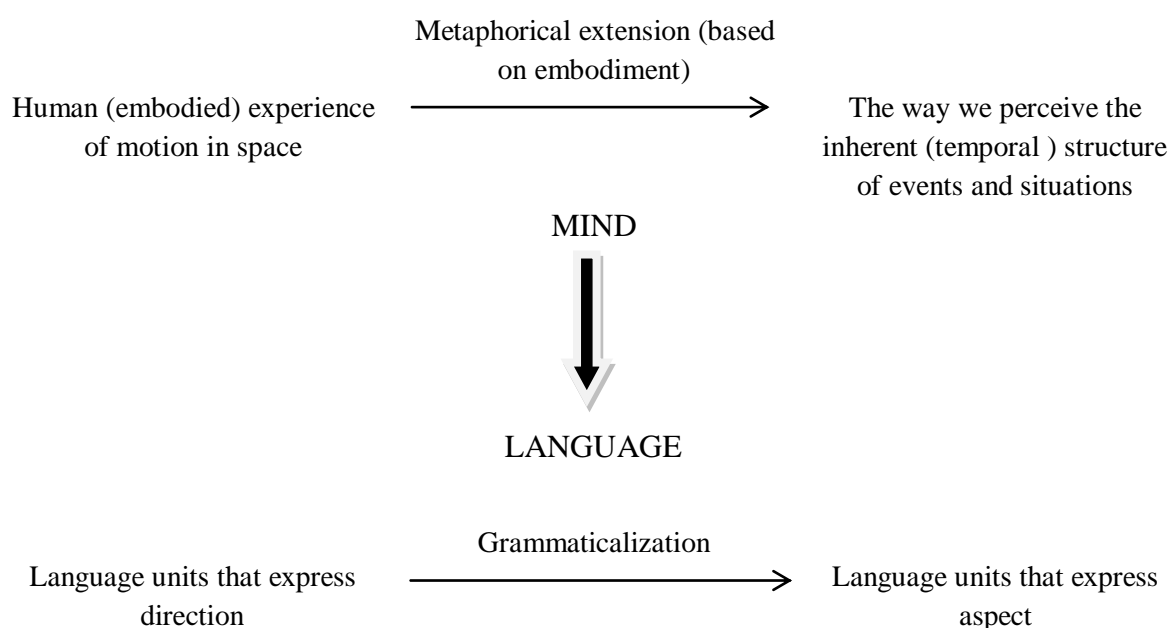 Metaphorical extension (based
on embodiment)
Human (embodied) experience
of motion in space
The way we perceive the
inherent (temporal ) structure
of events and situations
MIND
LANGUAGE
Grammaticalization
Language units that express
direction
Language units that express
aspect